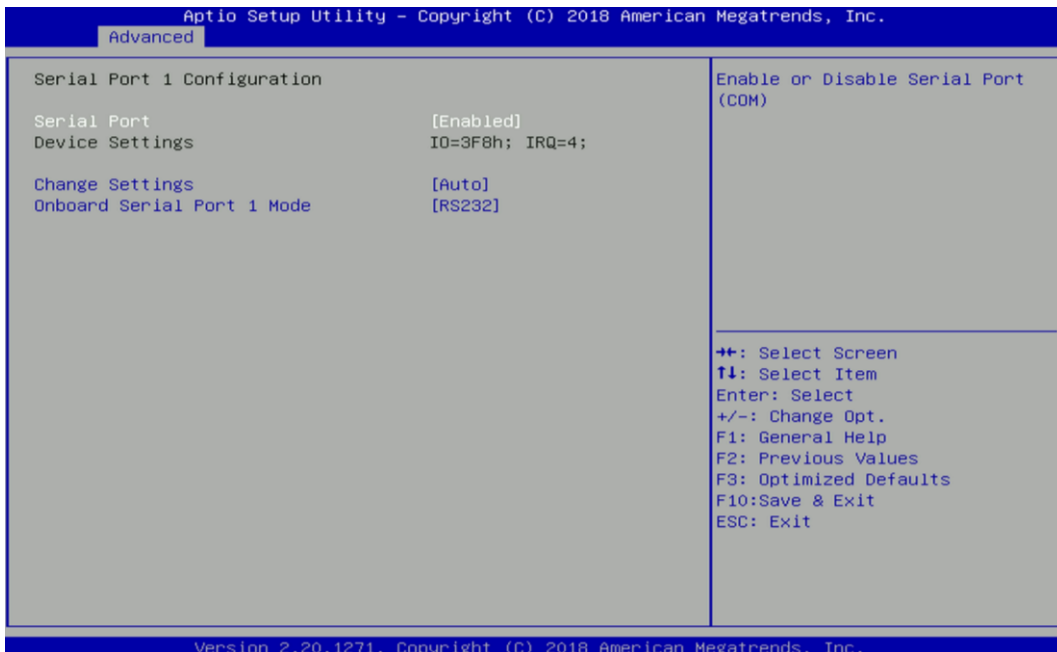 Aptio Setup Utility – Copyright (C) 2018 American Megatrends, Inc.
Advanced
Serial Port 1 Configuration
Serial Port [Enabled]
Device Settings IO=3F8h; IRQ=4;
Change Settings [Auto]
Onboard Serial Port 1 Mode [RS232]
Enable or Disable Serial Port
(COM)
→←: Select Screen
↑↓: Select Item
Enter: Select
+/-: Change Opt.
F1: General Help
F2: Previous Values
F3: Optimized Defaults
F10:Save & Exit
ESC: Exit
Version 2.20.1271. Copyright (C) 2018 American Megatrends, Inc.